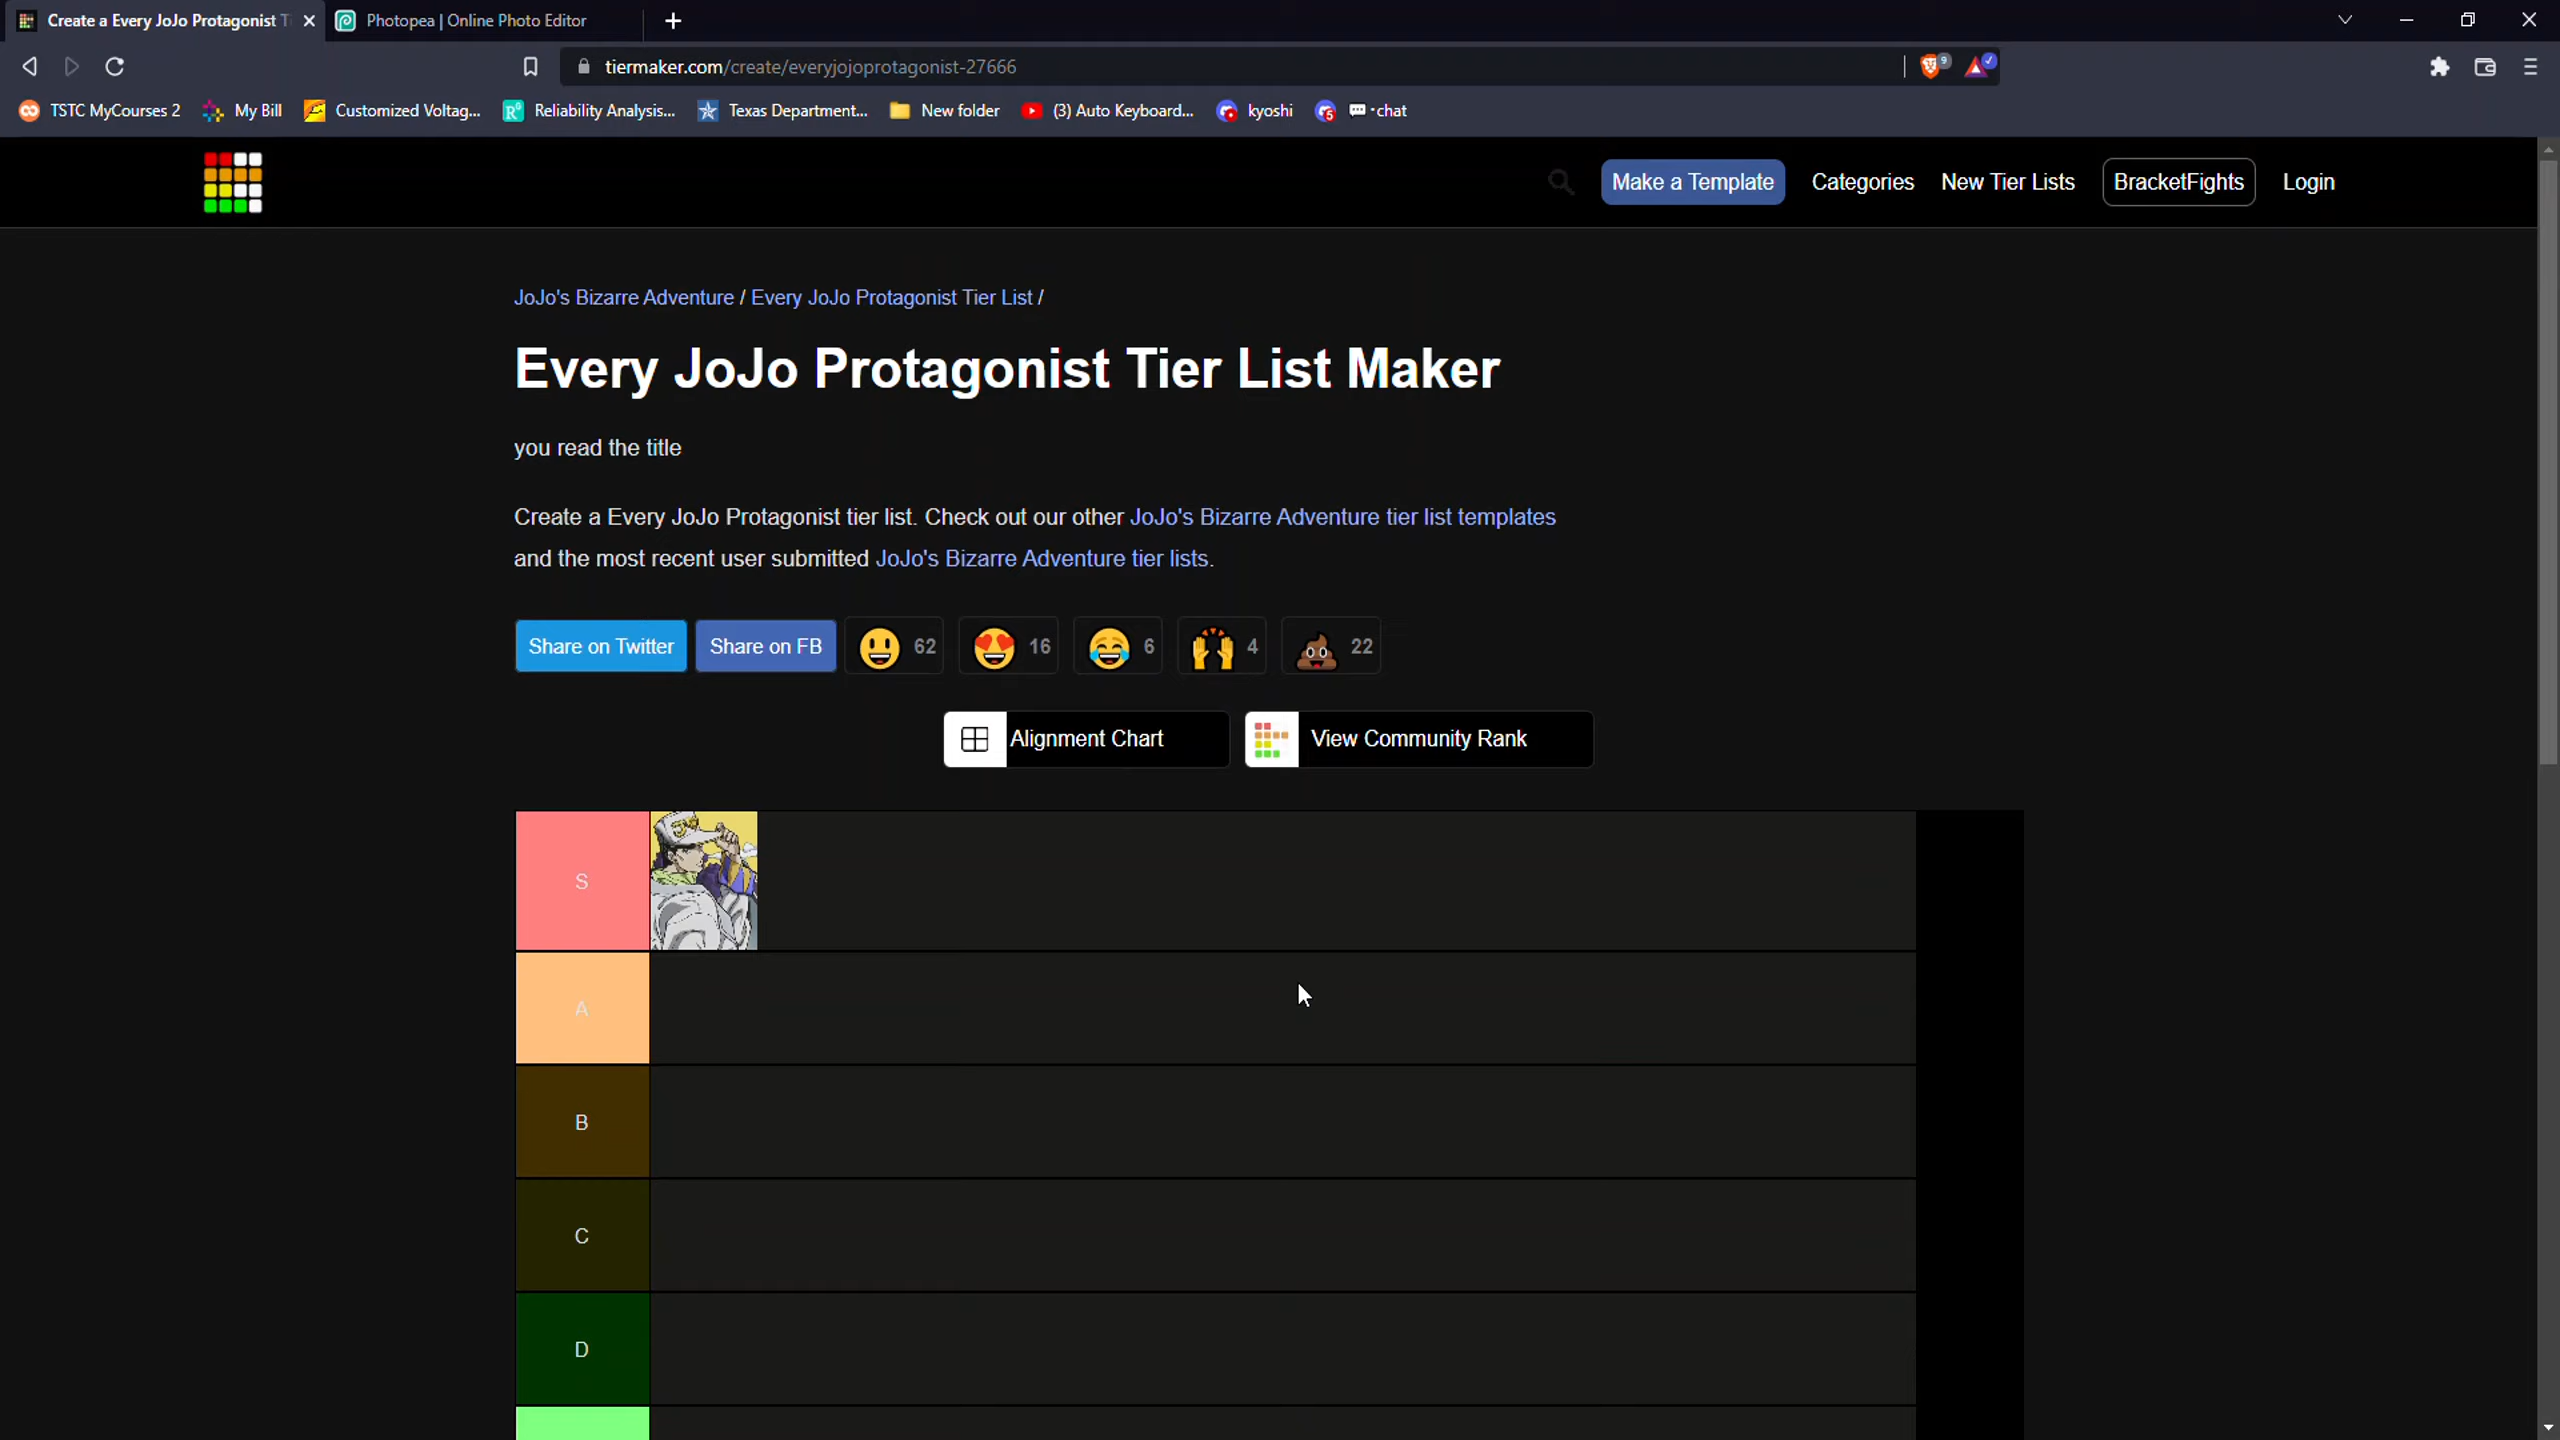 Create a Every JoJo Protagonist T
Photopea | Online Photo Editor
tiermaker.com/create/everyjojoprotagonist-27666
9
TSTC MyCourses 2
My Bill
Customized Voltag...
Reliability Analysis...
Texas Department...
New folder
(3) Auto Keyboard...
kyoshi
5
chat
Make a Template
Categories
New Tier Lists
BracketFights
Login
JoJo's Bizarre Adventure / Every JoJo Protagonist Tier List /
Every JoJo Protagonist Tier List Maker
you read the title
Create a Every JoJo Protagonist tier list. Check out our other JoJo's Bizarre Adventure tier list templates
and the most recent user submitted JoJo's Bizarre Adventure tier lists.
Share on Twitter
Share on FB
62
16
6
4
22
Alignment Chart
View Community Rank
S
A
B
C
D